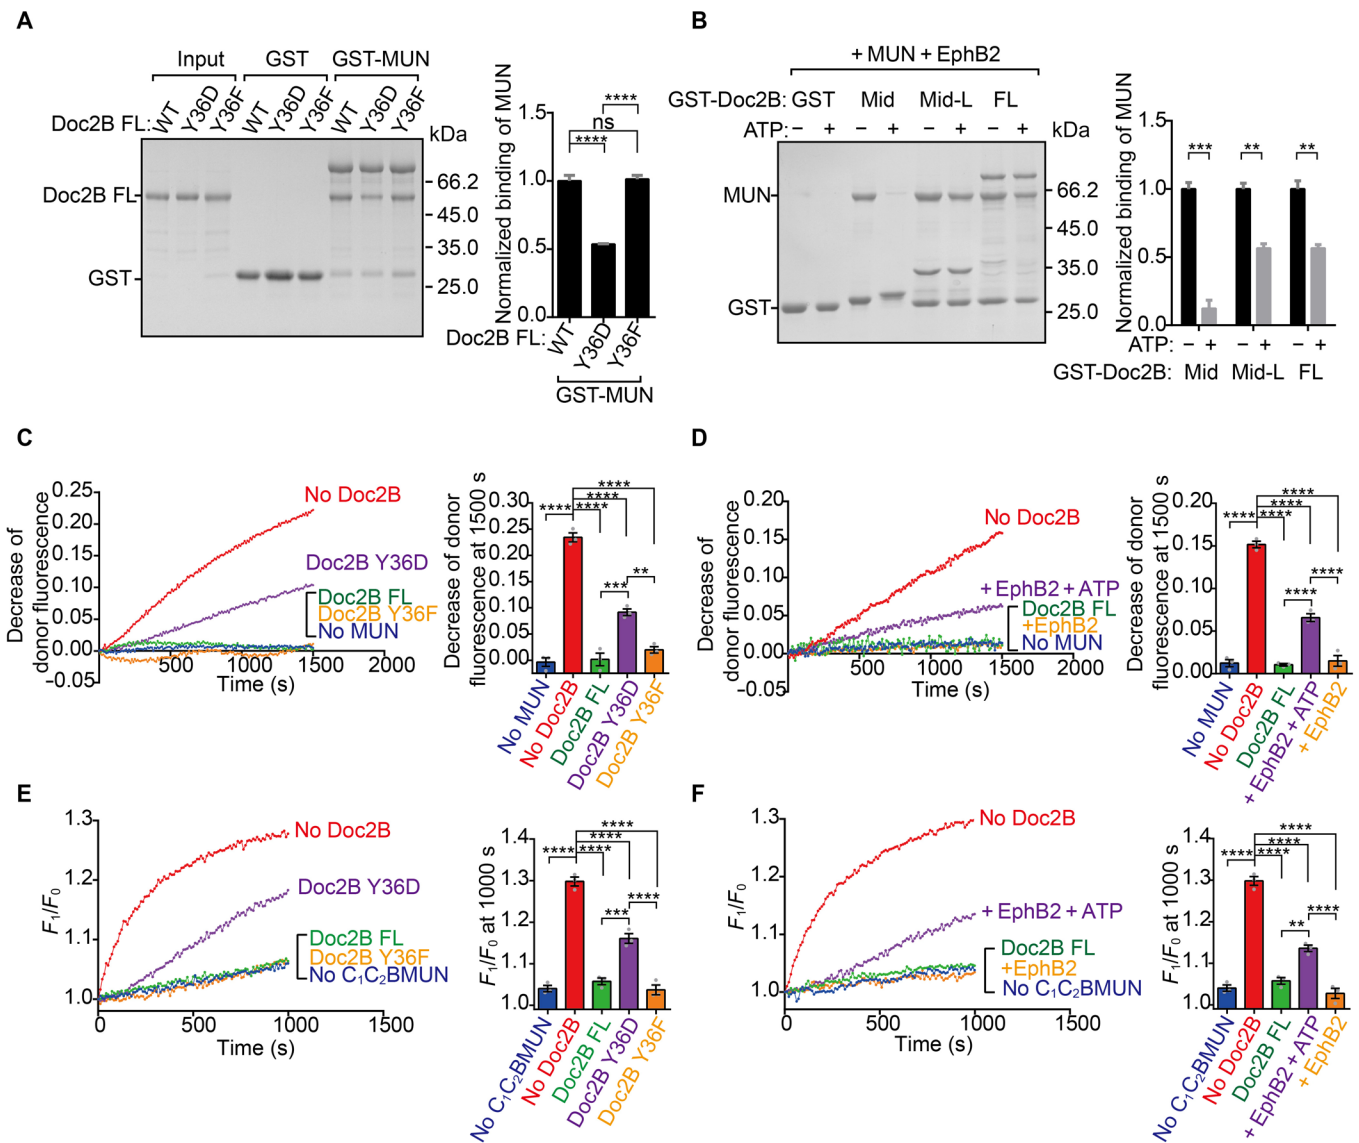 A
Input GST GST-MUN
Doc2B FL: WT Y36D Y36F WT Y36D Y36F WT Y36D Y36F
kDa
Doc2B FL
GST
66.2
45.0
35.0
25.0
Normalized binding of MUN
1.5
1.0
0.5
0.0
**** ns ****
Doc2B FL: WT Y36D Y36F
GST-MUN
B
+ MUN + EphB2
GST-Doc2B: GST Mid Mid-L FL
ATP: − + − + − + − + kDa
MUN
GST
66.2
45.0
35.0
25.0
Normalized binding of MUN
1.5
1.0
0.5
0.0
*** ** **
ATP: − + − + − +
GST-Doc2B: Mid Mid-L FL
C
Decrease of
donor fluorescence
0.25
0.20
0.15
0.10
0.05
0.00
−0.05
500 1000 1500 2000
Time (s)
No Doc2B
Doc2B Y36D
Doc2B FL
Doc2B Y36F
No MUN
Decrease of donor
fluorescence at 1500 s
0.30
0.25
0.20
0.15
0.10
0.05
0.00
**** **** **** ****
*** **
No MUN
No Doc2B
Doc2B FL
Doc2B Y36D
Doc2B Y36F
D
Decrease of
donor fluorescence
0.20
0.15
0.10
0.05
0.00
−0.05
500 1000 1500 2000
Time (s)
No Doc2B
+ EphB2 + ATP
Doc2B FL
+EphB2
No MUN
Decrease of donor
fluorescence at 1500 s
0.20
0.15
0.10
0.05
0.00
**** **** **** ****
**** ****
No MUN
No Doc2B
Doc2B FL
+ EphB2 + ATP
+ EphB2
E
F₁/F₀
1.3
1.2
1.1
1.0
0 500 1000 1500
Time (s)
No Doc2B
Doc2B Y36D
Doc2B FL
Doc2B Y36F
No C₁C₂BMUN
F₁/F₀ at 1000 s
1.4
1.3
1.2
1.1
1.0
**** **** **** ****
*** ****
No C₁C₂BMUN
No Doc2B
Doc2B FL
Doc2B Y36D
Doc2B Y36F
F
F₁/F₀
1.3
1.2
1.1
1.0
0 500 1000 1500
Time (s)
No Doc2B
+ EphB2 + ATP
Doc2B FL
+EphB2
No C₁C₂BMUN
F₁/F₀ at 1000 s
1.4
1.3
1.2
1.1
1.0
**** **** **** ****
** ****
No C₁C₂BMUN
No Doc2B
Doc2B FL
+ EphB2 + ATP
+ EphB2